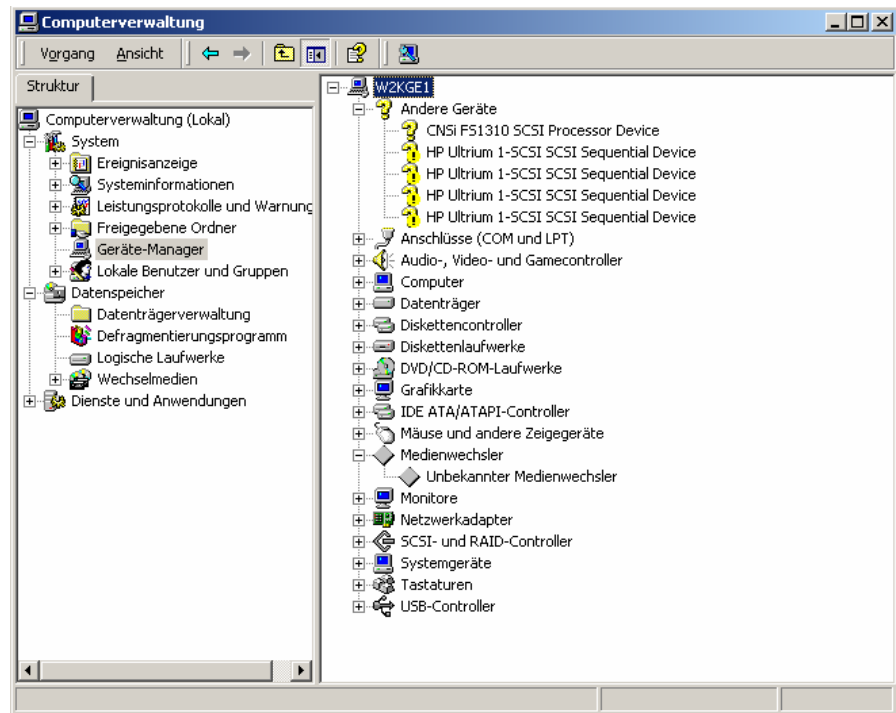 Computerverwaltung
Vorgang Ansicht
Struktur
Computerverwaltung (Lokal)
System
Ereignisanzeige
Systeminformationen
Leistungsprotokolle und Warnung
Freigegebene Ordner
Geräte-Manager
Lokale Benutzer und Gruppen
Datenspeicher
Datenträgerverwaltung
Defragmentierungsprogramm
Logische Laufwerke
Wechselmedien
Dienste und Anwendungen
W2KGE1
Andere Geräte
CNSi FS1310 SCSI Processor Device
HP Ultrium 1-SCSI SCSI Sequential Device
HP Ultrium 1-SCSI SCSI Sequential Device
HP Ultrium 1-SCSI SCSI Sequential Device
HP Ultrium 1-SCSI SCSI Sequential Device
Anschlüsse (COM und LPT)
Audio-, Video- und Gamecontroller
Computer
Datenträger
Diskettencontroller
Diskettenlaufwerke
DVD/CD-ROM-Laufwerke
Grafikkarte
IDE ATA/ATAPI-Controller
Mäuse und andere Zeigegeräte
Medienwechsler
Unbekannter Medienwechsler
Monitore
Netzwerkadapter
SCSI- und RAID-Controller
Systemgeräte
Tastaturen
USB-Controller